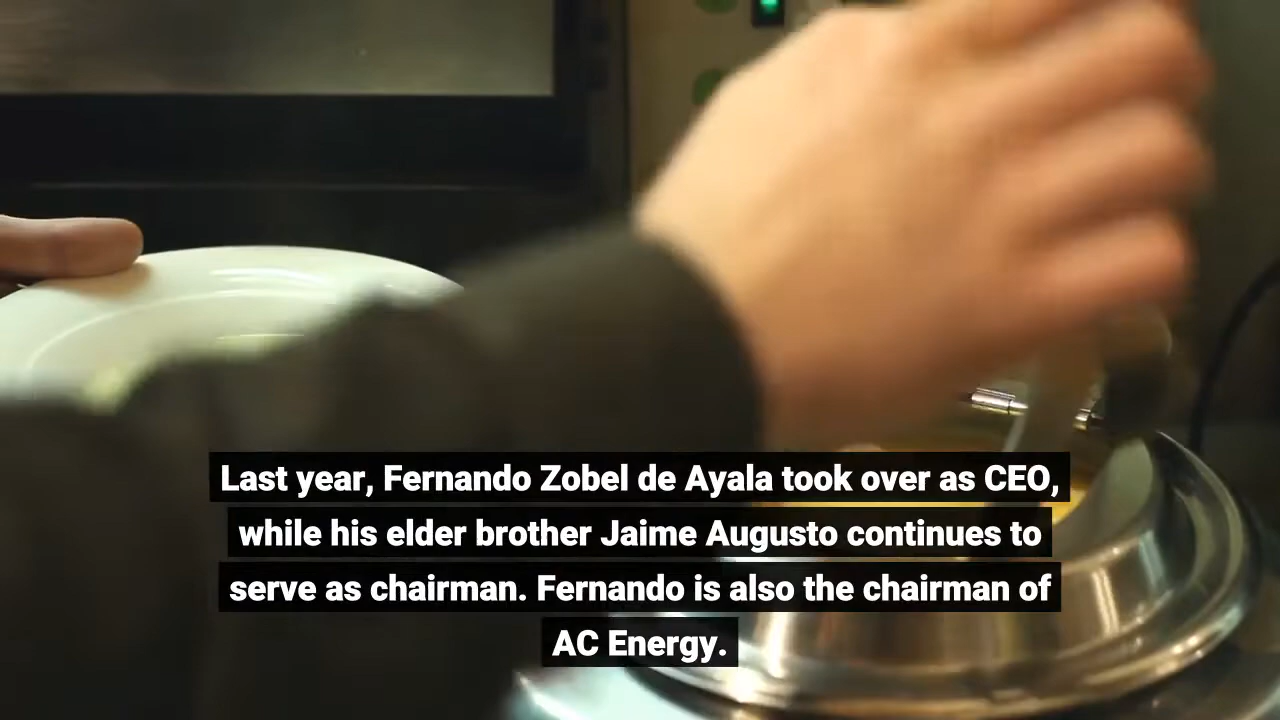 Last year, Fernando Zobel de Ayala took over as CEO,
while his elder brother Jaime Augusto continues to
serve as chairman. Fernando is also the chairman of
AC Energy.